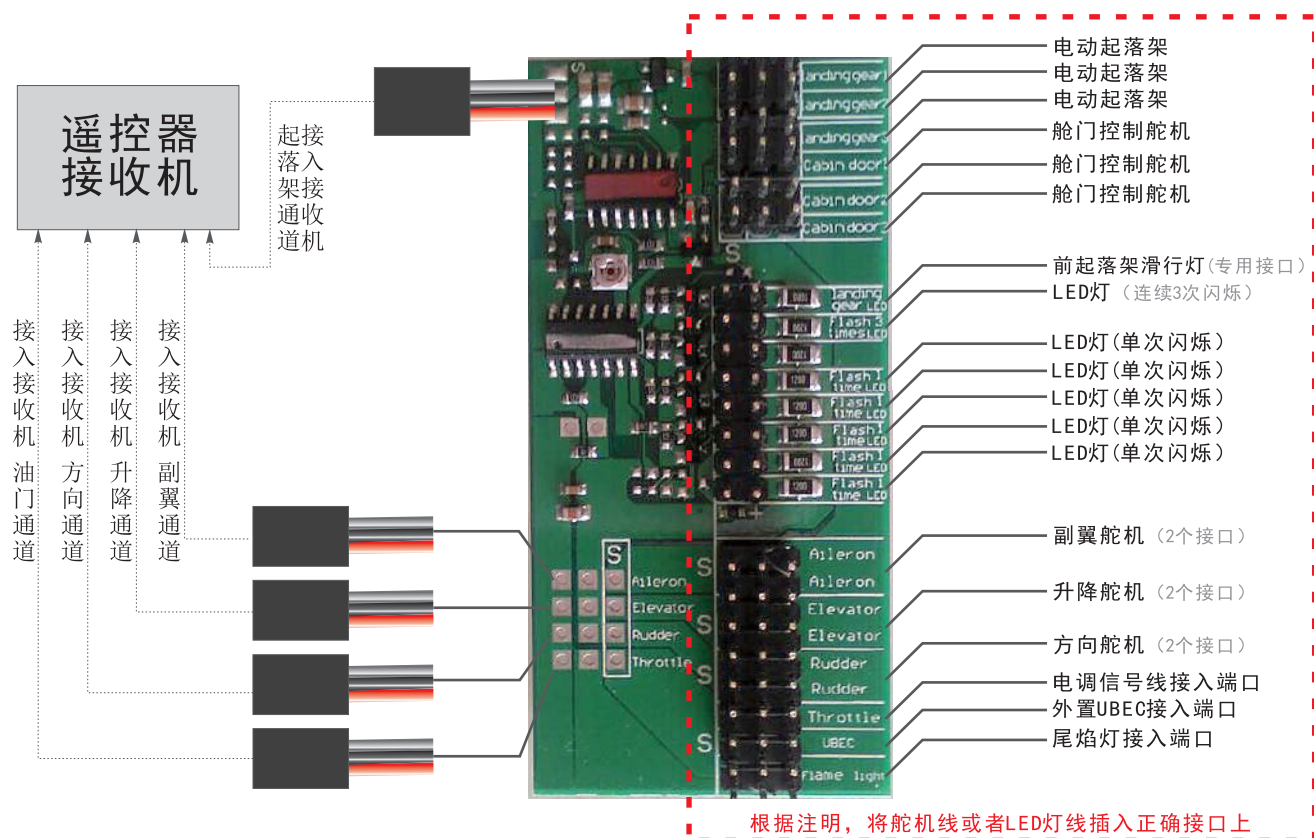 遥控器
接收机
接入接收机
起落架通道
接入接收机 油门通道
接入接收机 方向通道
接入接收机 升降通道
接入接收机 副翼通道
S
landing gear1
landing gear2
landing gear3
Cabin door1
Cabin door2
Cabin door
S
landing
gear LED
Flash 3
times LED
Flash 1
time LED
Flash 1
time LED
Flash 1
time LED
Flash 1
time LED
Flash 1
time LED
S
Aileron
Elevator
Rudder
Throttle
S
Aileron
Aileron
S
Elevator
Elevator
S
Rudder
Rudder
Throttle
S
UBEC
Flame light
电动起落架
电动起落架
电动起落架
舱门控制舵机
舱门控制舵机
舱门控制舵机
前起落架滑行灯(专用接口)
LED灯（连续3次闪烁）
LED灯(单次闪烁)
LED灯(单次闪烁)
LED灯(单次闪烁)
LED灯(单次闪烁)
LED灯(单次闪烁)
副翼舵机（2个接口）
升降舵机（2个接口）
方向舵机（2个接口）
电调信号线接入端口
外置UBEC接入端口
尾焰灯接入端口
根据注明，将舵机线或者LED灯线插入正确接口上